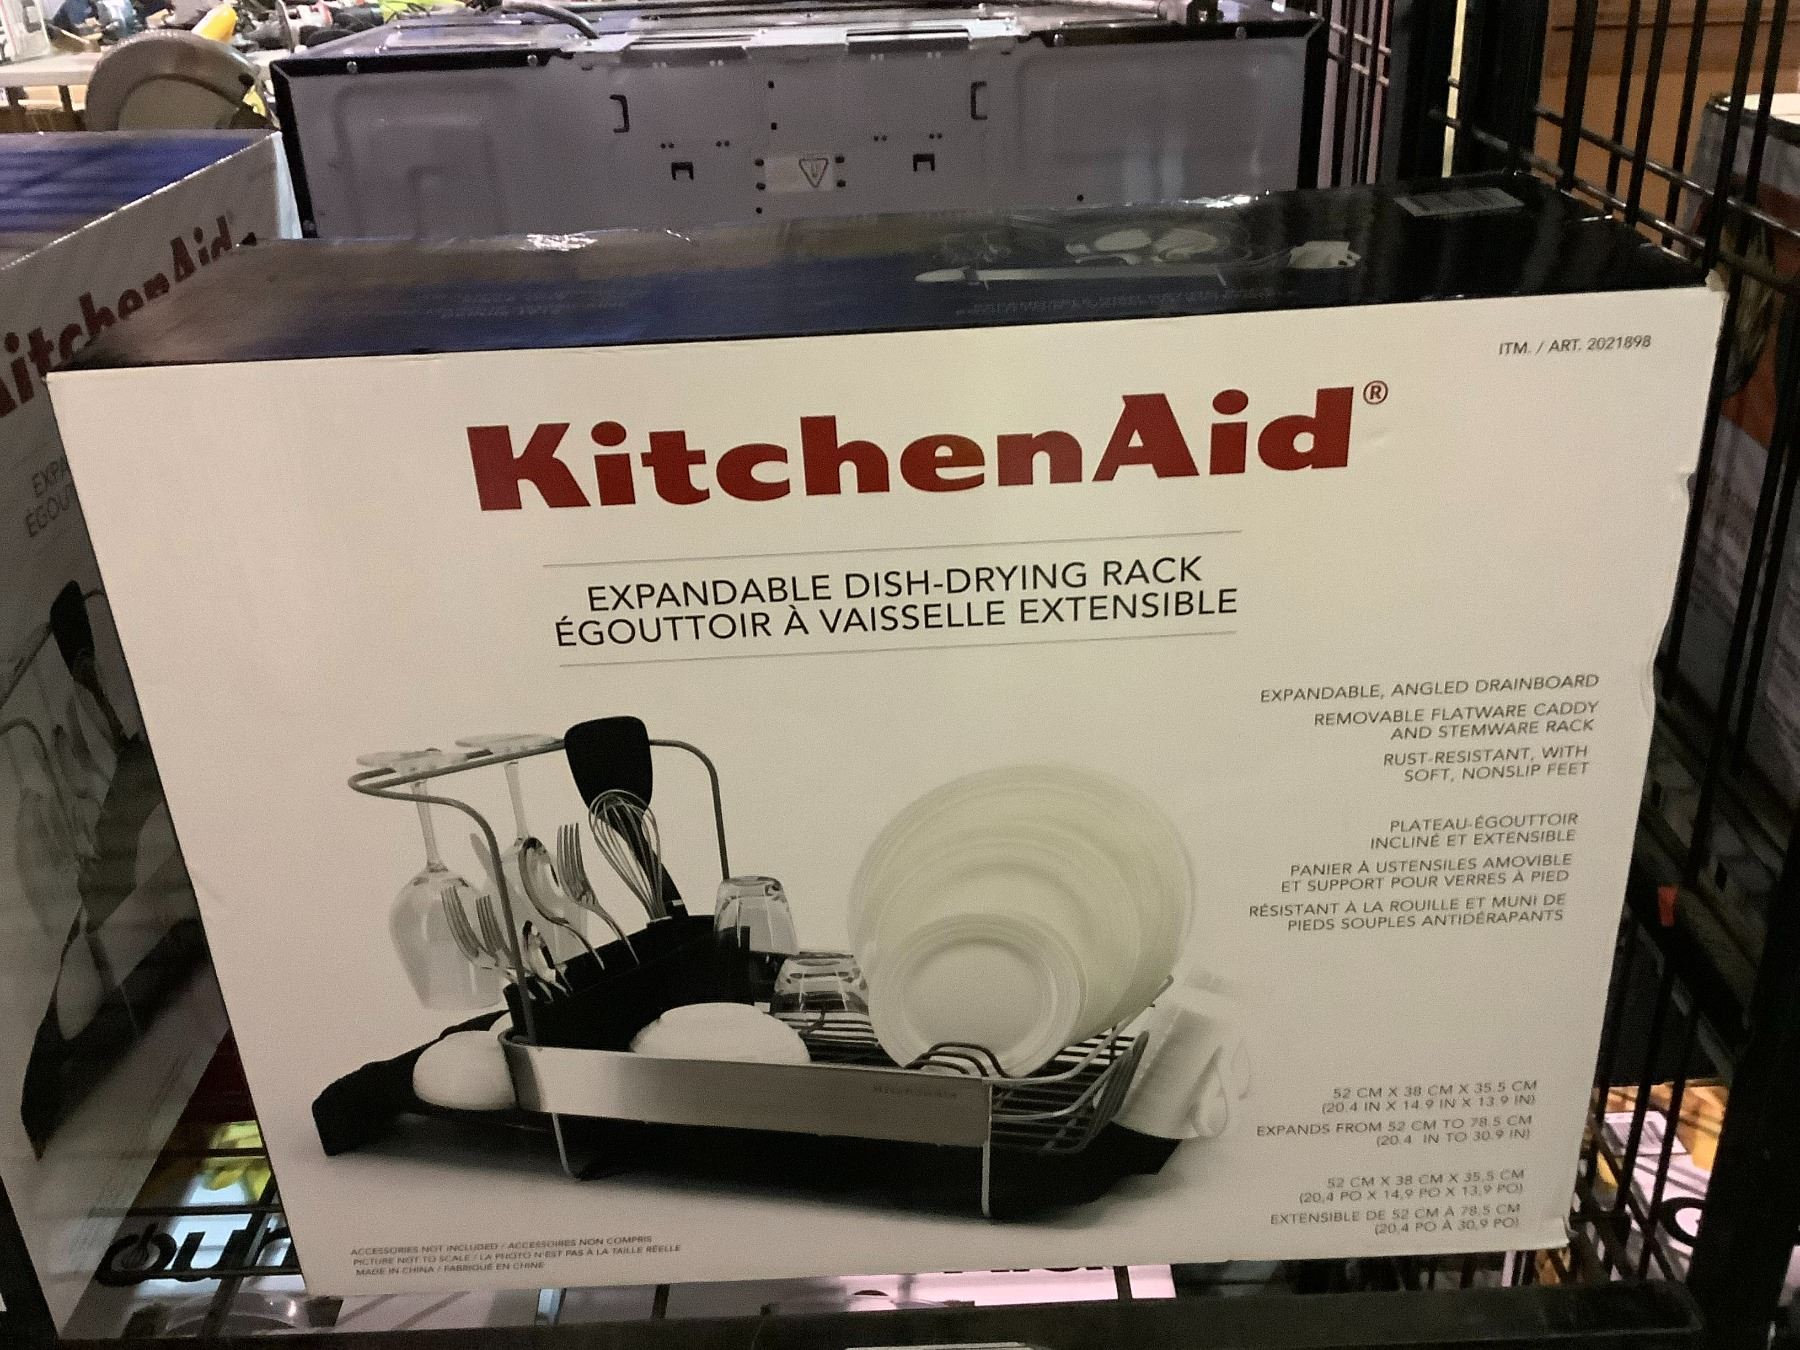 KitchenAid
EXPA
ÉGOU
ITM. / ART. 2021898
KitchenAid®
EXPANDABLE DISH-DRYING RACK
ÉGOUTTOIR À VAISSELLE EXTENSIBLE
EXPANDABLE, ANGLED DRAINBOARD
REMOVABLE FLATWARE CADDY
AND STEMWARE RACK
RUST-RESISTANT, WITH
SOFT, NONSLIP FEET
PLATEAU-ÉGOUTTOIR
INCLINÉ ET EXTENSIBLE
PANIER À USTENSILES AMOVIBLE
ET SUPPORT POUR VERRES À PIED
RÉSISTANT À LA ROUILLE ET MUNI DE
PIEDS SOUPLES ANTIDÉRAPANTS
KitchenAid
52 CM X 38 CM X 35.5 CM
(20.4 IN X 14.9 IN X 13.9 IN)
EXPANDS FROM 52 CM TO 78.5 CM
(20.4 IN TO 30.9 IN)
52 CM X 38 CM X 35,5 CM
(20,4 PO X 14,9 PO X 13,9 PO)
EXTENSIBLE DE 52 CM À 78,5 CM
(20,4 PO À 30,9 PO)
ACCESSORIES NOT INCLUDED / ACCESSOIRES NON COMPRIS
PICTURE NOT TO SCALE / LA PHOTO N'EST PAS À LA TAILLE RÉELLE
MADE IN CHINA / FABRIQUÉ EN CHINE